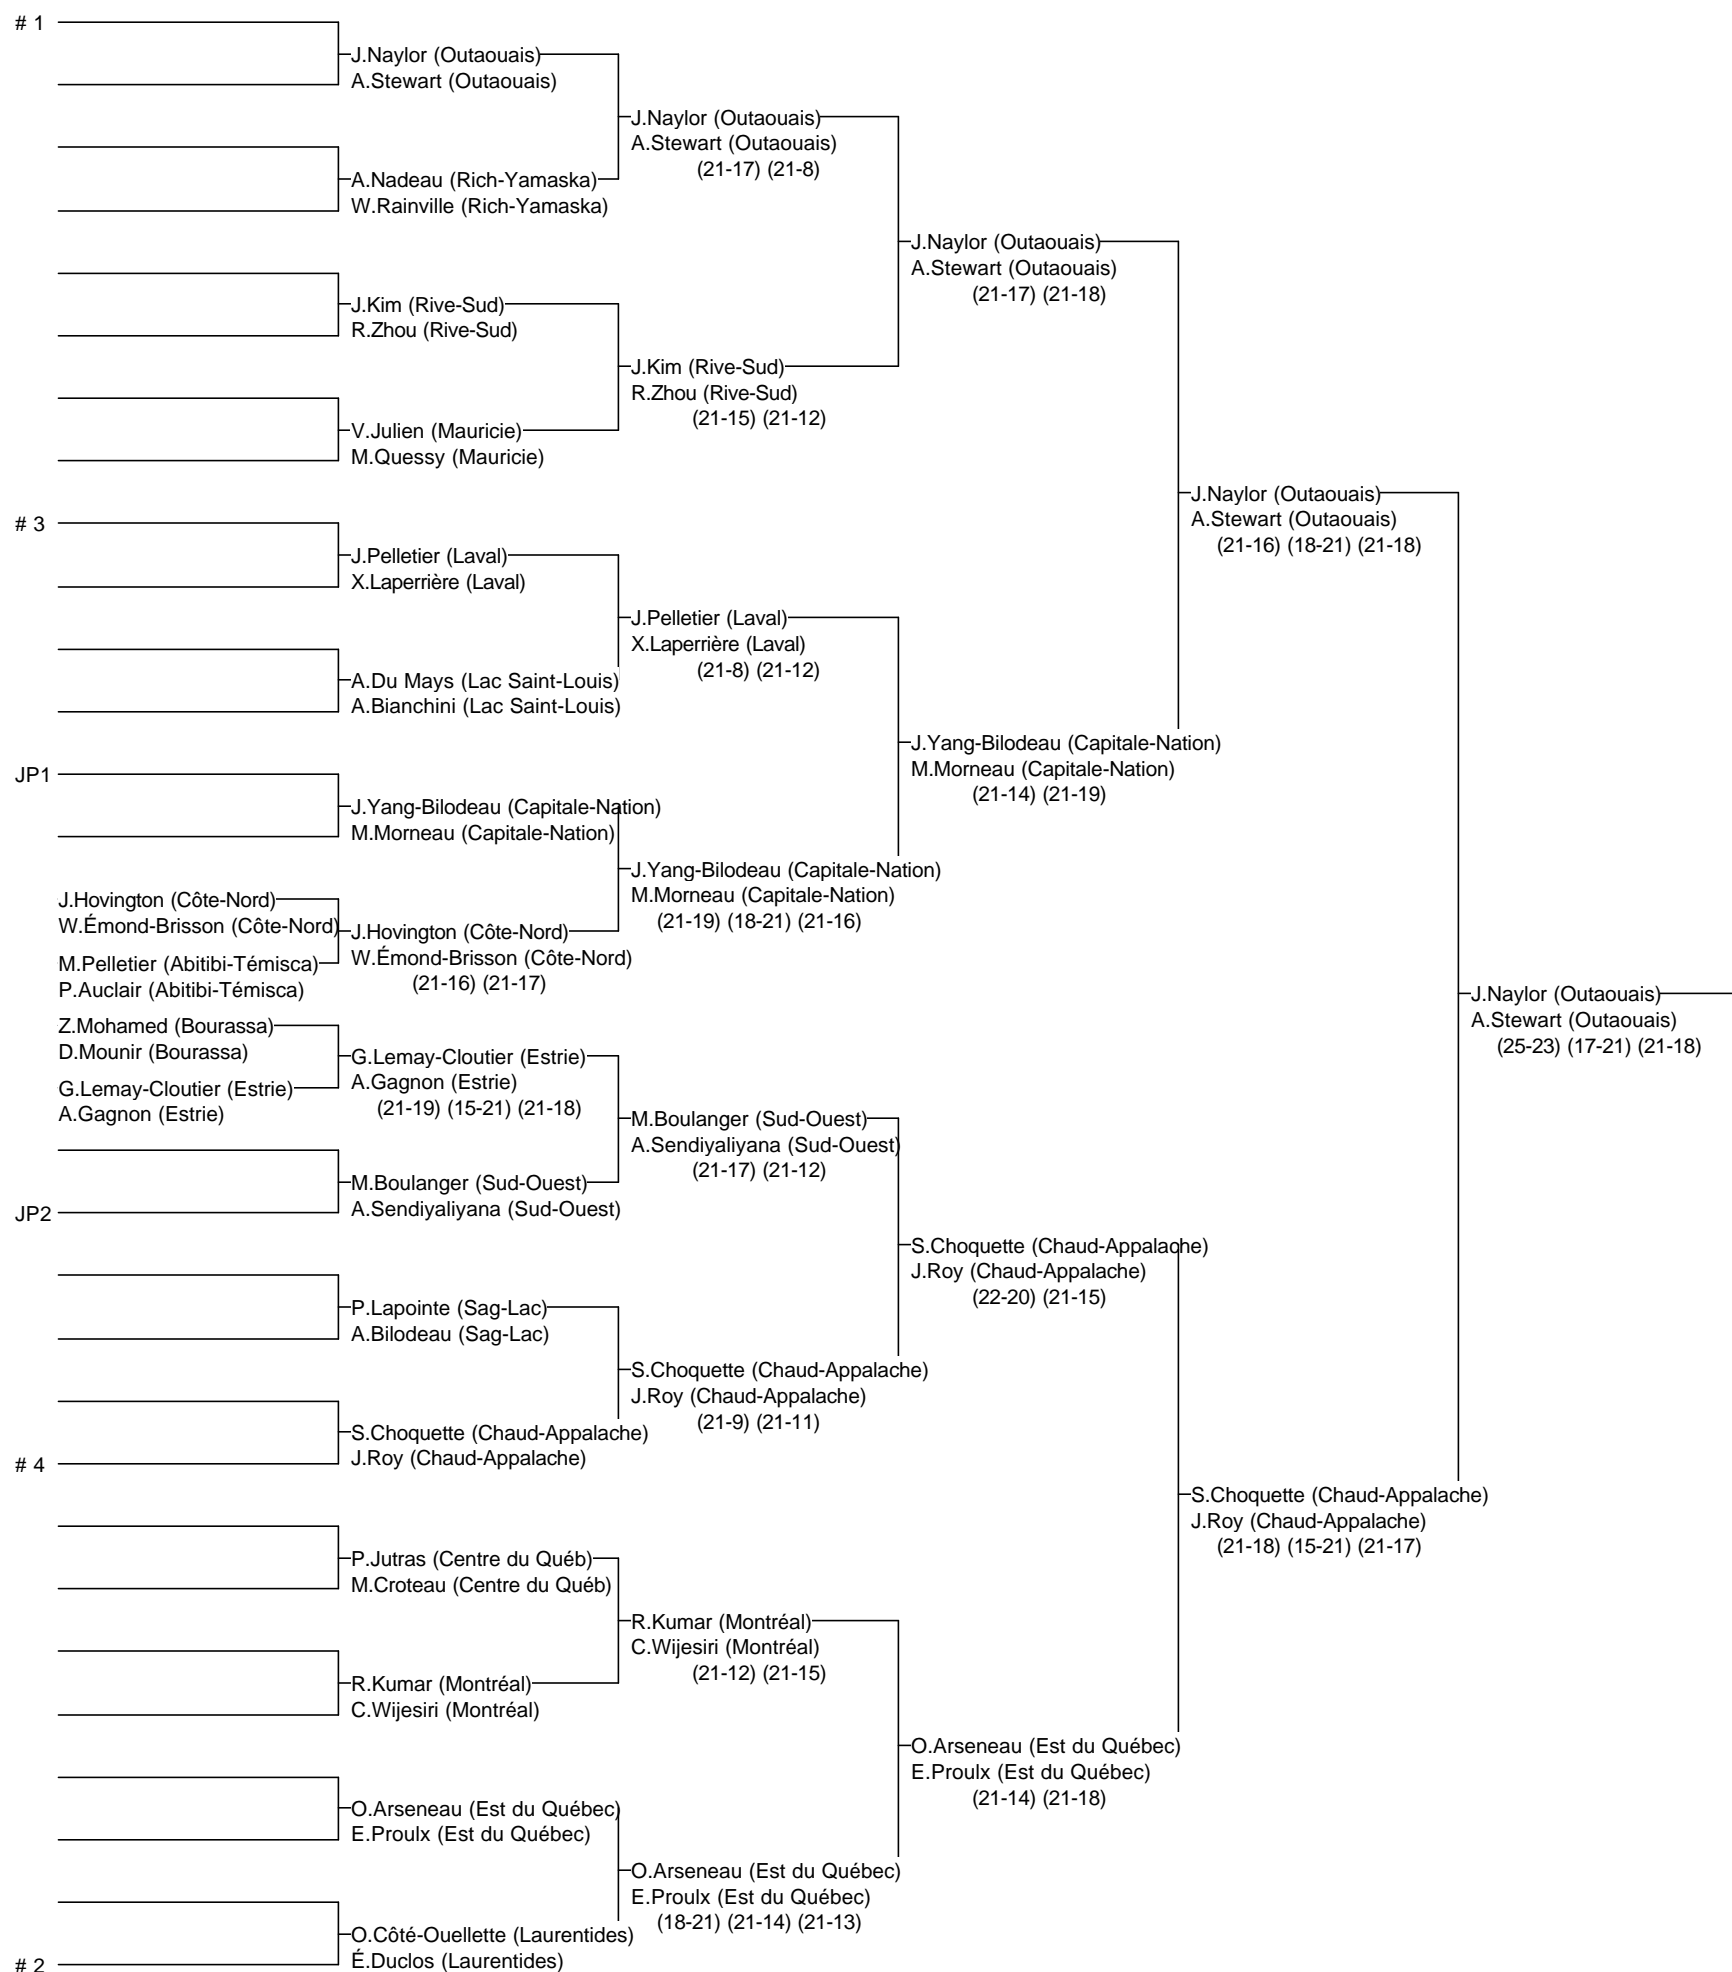 # 1
J.Naylor (Outaouais)
A.Stewart (Outaouais)
J.Naylor (Outaouais)
A.Stewart (Outaouais)
(21-17) (21-8)
A.Nadeau (Rich-Yamaska)
W.Rainville (Rich-Yamaska)
J.Naylor (Outaouais)
A.Stewart (Outaouais)
(21-17) (21-18)
J.Kim (Rive-Sud)
R.Zhou (Rive-Sud)
J.Kim (Rive-Sud)
R.Zhou (Rive-Sud)
(21-15) (21-12)
V.Julien (Mauricie)
M.Quessy (Mauricie)
J.Naylor (Outaouais)
A.Stewart (Outaouais)
(21-16) (18-21) (21-18)
# 3
J.Pelletier (Laval)
X.Laperrière (Laval)
J.Pelletier (Laval)
X.Laperrière (Laval)
(21-8) (21-12)
A.Du Mays (Lac Saint-Louis)
A.Bianchini (Lac Saint-Louis)
J.Yang-Bilodeau (Capitale-Nation)
M.Morneau (Capitale-Nation)
(21-14) (21-19)
JP1
J.Yang-Bilodeau (Capitale-Nation)
M.Morneau (Capitale-Nation)
J.Yang-Bilodeau (Capitale-Nation)
M.Morneau (Capitale-Nation)
(21-19) (18-21) (21-16)
J.Hovington (Côte-Nord)
W.Émond-Brisson (Côte-Nord)
J.Hovington (Côte-Nord)
W.Émond-Brisson (Côte-Nord)
(21-16) (21-17)
M.Pelletier (Abitibi-Témisca)
P.Auclair (Abitibi-Témisca)
J.Naylor (Outaouais)
A.Stewart (Outaouais)
(25-23) (17-21) (21-18)
Z.Mohamed (Bourassa)
D.Mounir (Bourassa)
G.Lemay-Cloutier (Estrie)
A.Gagnon (Estrie)
(21-19) (15-21) (21-18)
G.Lemay-Cloutier (Estrie)
A.Gagnon (Estrie)
M.Boulanger (Sud-Ouest)
A.Sendiyaliyana (Sud-Ouest)
(21-17) (21-12)
M.Boulanger (Sud-Ouest)
A.Sendiyaliyana (Sud-Ouest)
JP2
S.Choquette (Chaud-Appalache)
J.Roy (Chaud-Appalache)
(22-20) (21-15)
P.Lapointe (Sag-Lac)
A.Bilodeau (Sag-Lac)
S.Choquette (Chaud-Appalache)
J.Roy (Chaud-Appalache)
(21-9) (21-11)
S.Choquette (Chaud-Appalache)
J.Roy (Chaud-Appalache)
# 4
S.Choquette (Chaud-Appalache)
J.Roy (Chaud-Appalache)
(21-18) (15-21) (21-17)
P.Jutras (Centre du Québ)
M.Croteau (Centre du Québ)
R.Kumar (Montréal)
C.Wijesiri (Montréal)
(21-12) (21-15)
R.Kumar (Montréal)
C.Wijesiri (Montréal)
O.Arseneau (Est du Québec)
E.Proulx (Est du Québec)
(21-14) (21-18)
O.Arseneau (Est du Québec)
E.Proulx (Est du Québec)
O.Arseneau (Est du Québec)
E.Proulx (Est du Québec)
(18-21) (21-14) (21-13)
O.Côté-Ouellette (Laurentides)
É.Duclos (Laurentides)
# 2